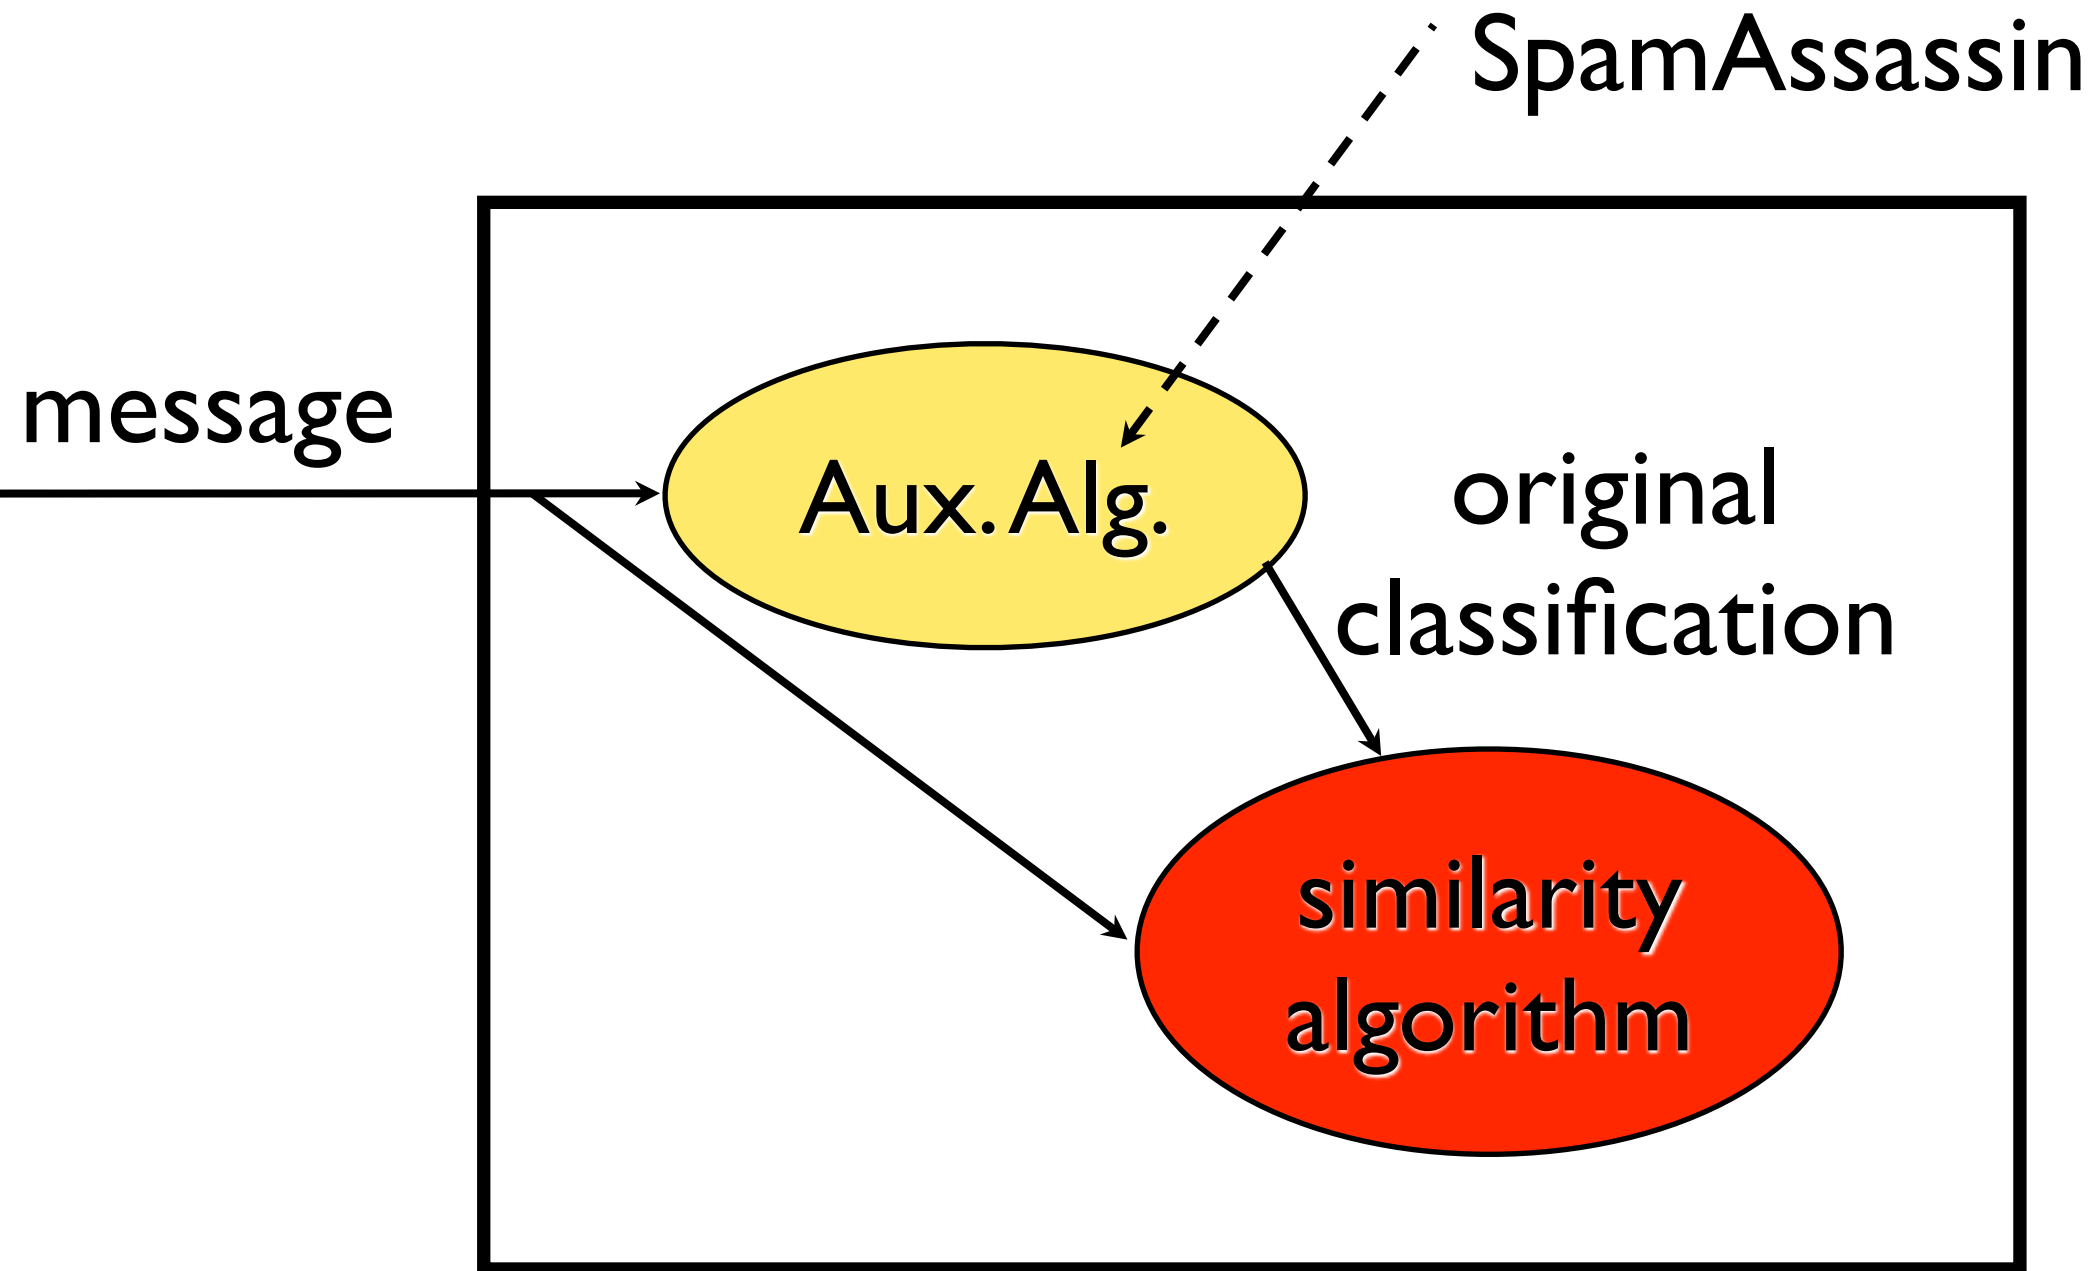 SpamAssassin
message
Aux. Alg.
original
classification
similarity
algorithm